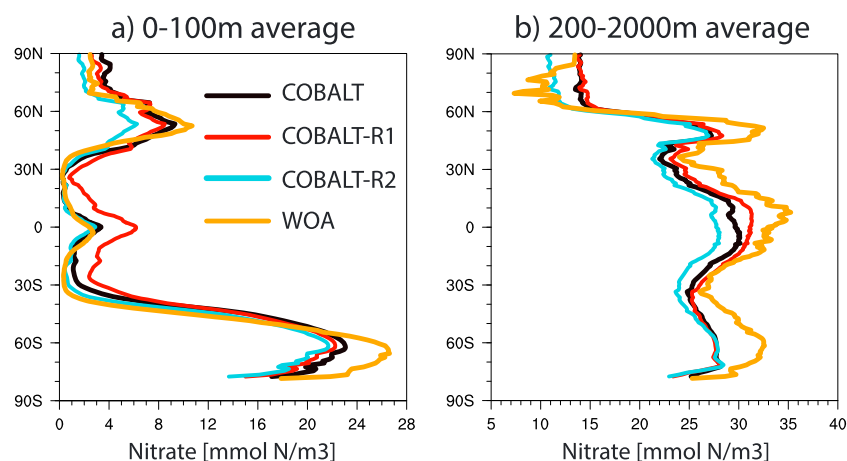 a) 0-100m average
b) 200-2000m average
90N
60N
30N
0
30S
60S
90S
COBALT
COBALT-R1
COBALT-R2
WOA
0 4 8 12 16 20 24 28
Nitrate [mmol N/m3]
90N
60N
30N
0
30S
60S
90S
5 10 15 20 25 30 35 40
Nitrate [mmol N/m3]